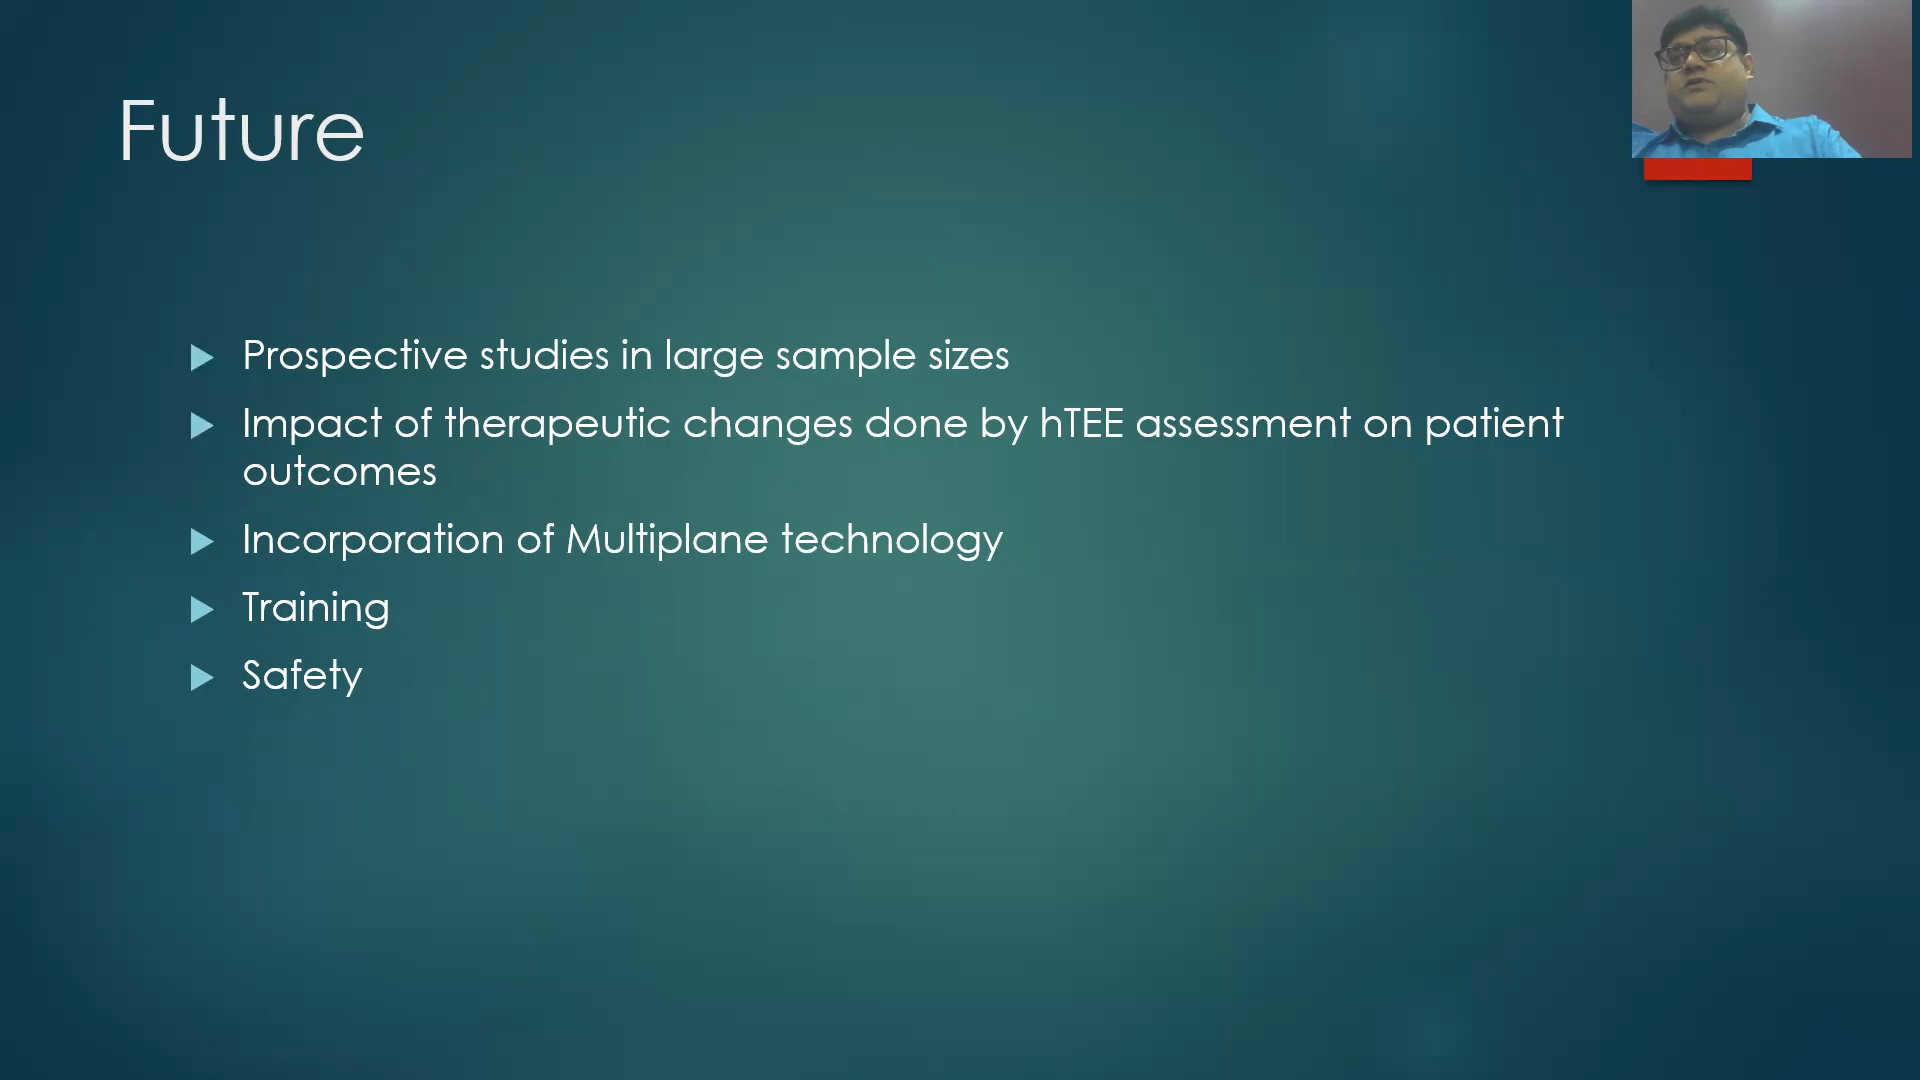 Future
Prospective studies in large sample sizes
Impact of therapeutic changes done by hTEE assessment on patient
outcomes
Incorporation of Multiplane technology
Training
Safety